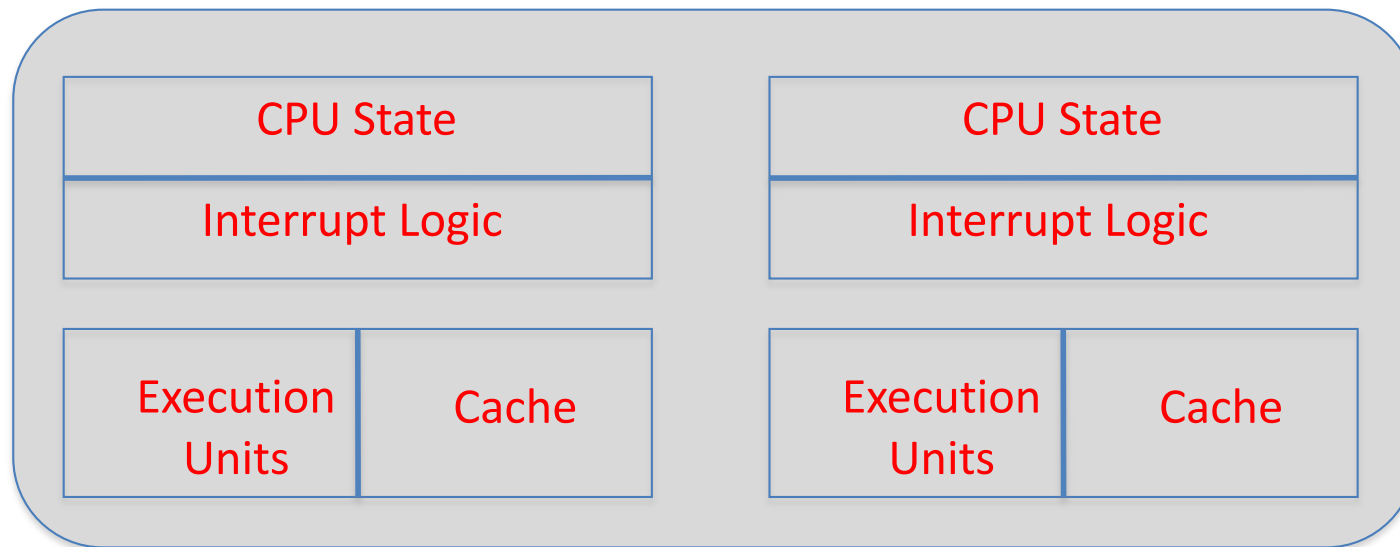 CPU State
Interrupt Logic
Execution
Units
Cache
CPU State
Interrupt Logic
Execution
Units
Cache